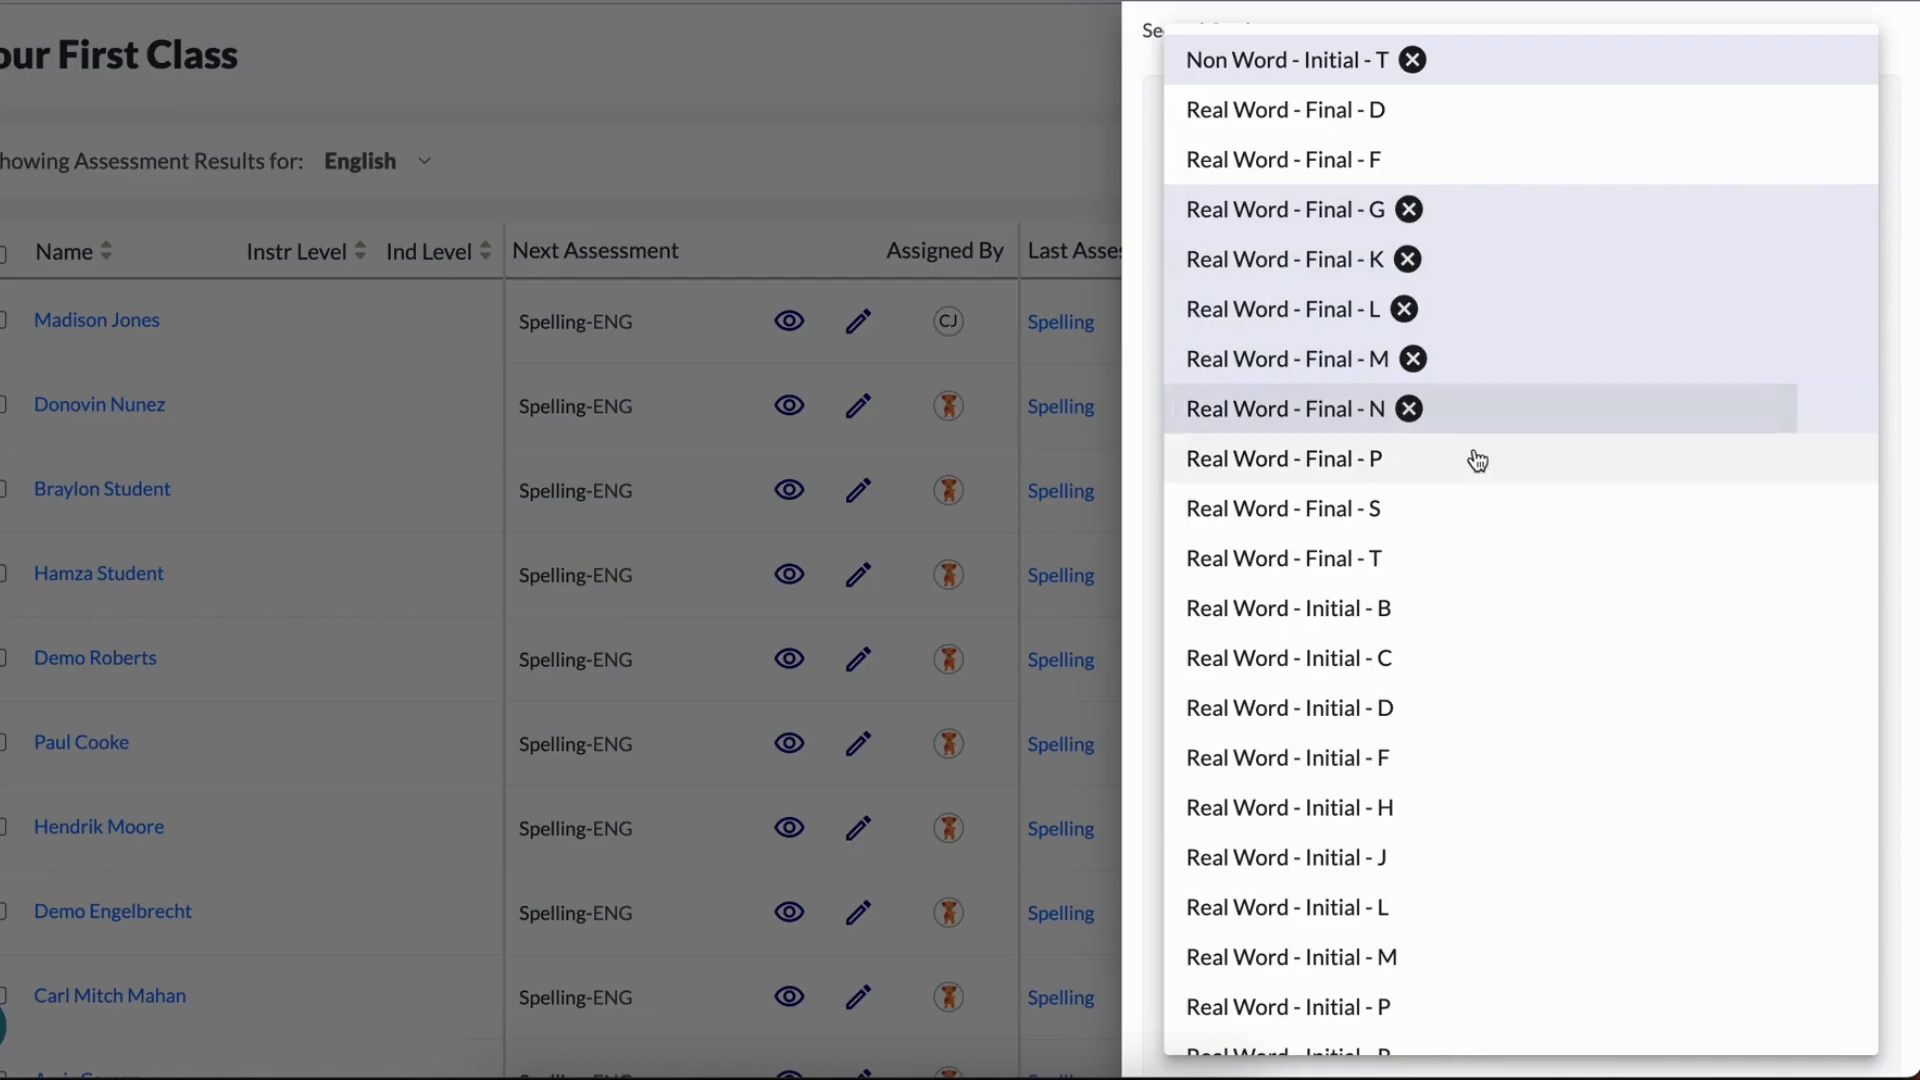 our First Class
howing Assessment Results for: English
Name Instr Level Ind Level Next Assessment Assigned By Last Asses
Madison Jones Spelling-ENG CJ Spelling
Donovin Nunez Spelling-ENG Spelling
Braylon Student Spelling-ENG Spelling
Hamza Student Spelling-ENG Spelling
Demo Roberts Spelling-ENG Spelling
Paul Cooke Spelling-ENG Spelling
Hendrik Moore Spelling-ENG Spelling
Demo Engelbrecht Spelling-ENG Spelling
Carl Mitch Mahan Spelling-ENG Spelling
Se
Non Word - Initial - T
Real Word - Final - D
Real Word - Final - F
Real Word - Final - G
Real Word - Final - K
Real Word - Final - L
Real Word - Final - M
Real Word - Final - N
Real Word - Final - P
Real Word - Final - S
Real Word - Final - T
Real Word - Initial - B
Real Word - Initial - C
Real Word - Initial - D
Real Word - Initial - F
Real Word - Initial - H
Real Word - Initial - J
Real Word - Initial - L
Real Word - Initial - M
Real Word - Initial - P
Real Word - Initial